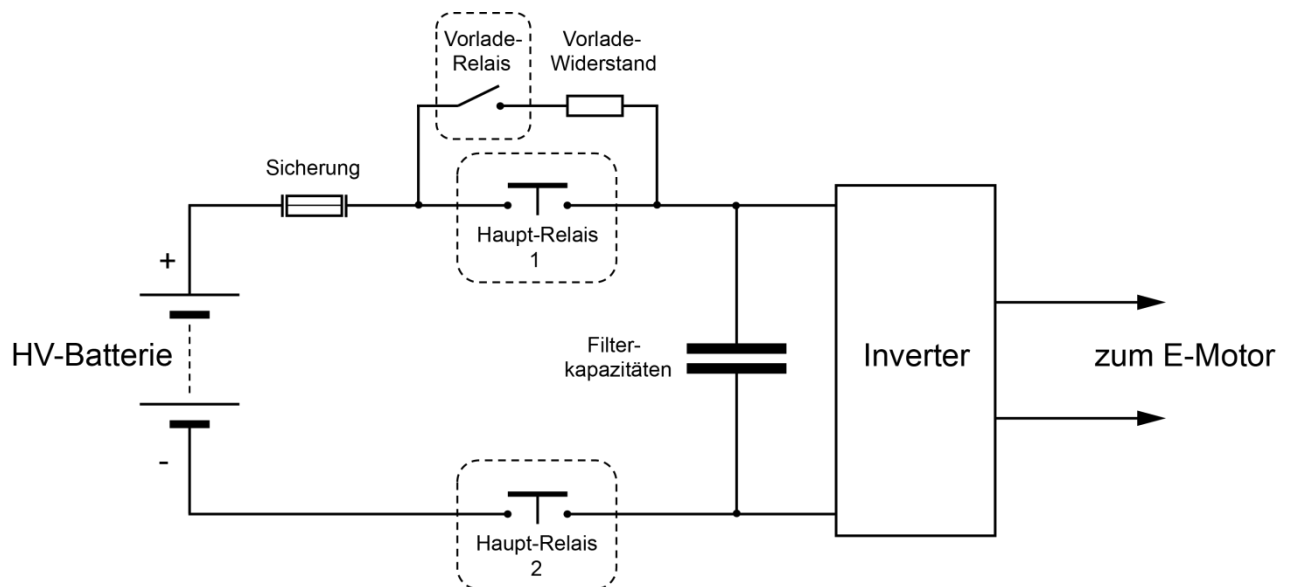 Vorlade-
Relais
Vorlade-
Widerstand
Sicherung
Haupt-Relais
1
+
HV-Batterie
-
Filter-
kapazitäten
Inverter
zum E-Motor
Haupt-Relais
2